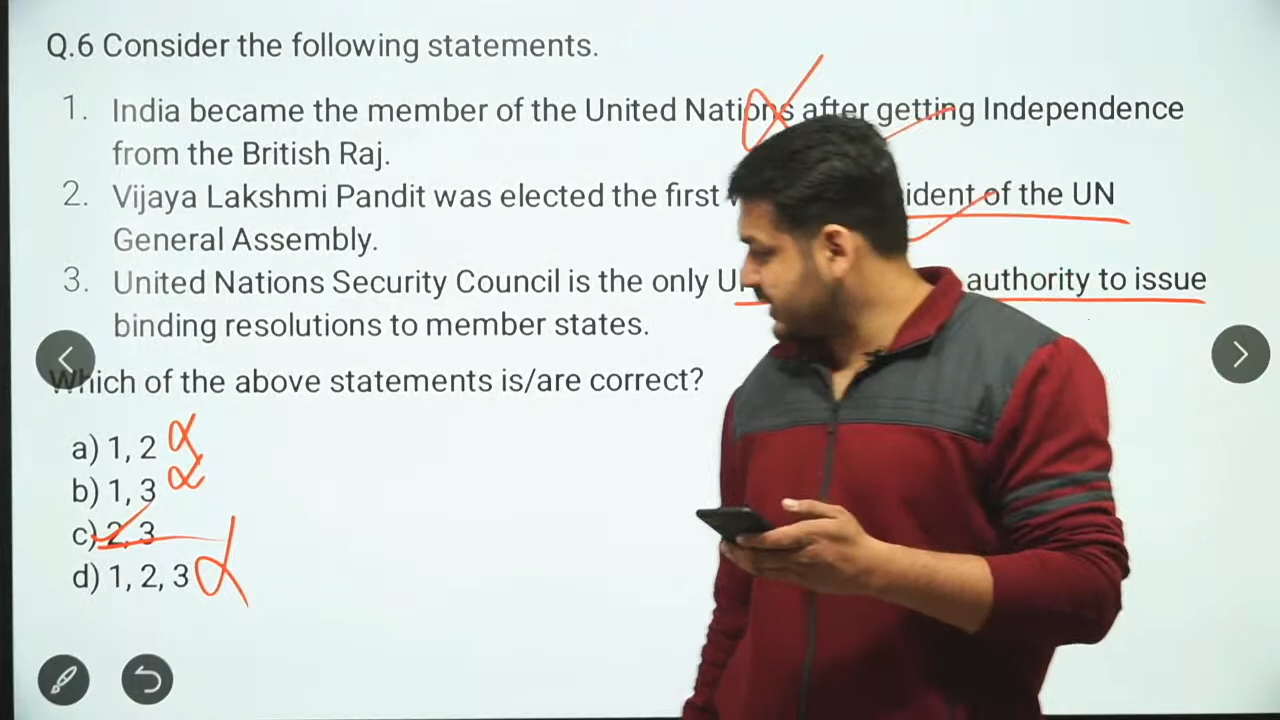 Q.6 Consider the following statements.
1. India became the member of the United Nations after getting Independence
from the British Raj.
2. Vijaya Lakshmi Pandit was elected the first of the UN
General Assembly.
3. United Nations Security Council is the only authority to issue
binding resolutions to member states.
Which of the above statements is/are correct?
a) 1, 2
b) 1, 3
c) 2, 3
d) 1, 2, 3